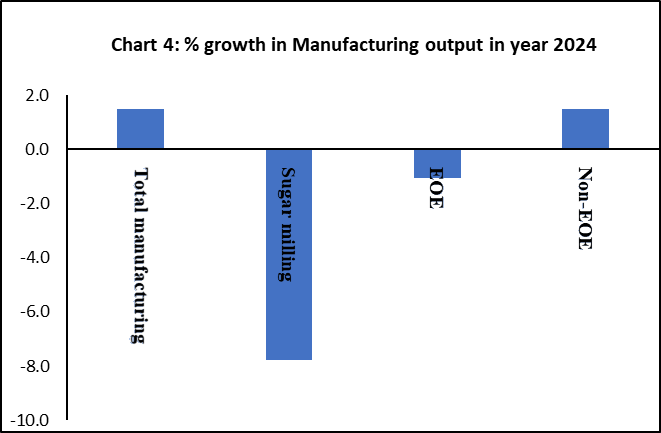 Chart 4: % growth in Manufacturing output in year 2024
2.0
0.0
-2.0
-4.0
-6.0
-8.0
-10.0
Total manufacturing
Sugar milling
EOE
Non-EOE